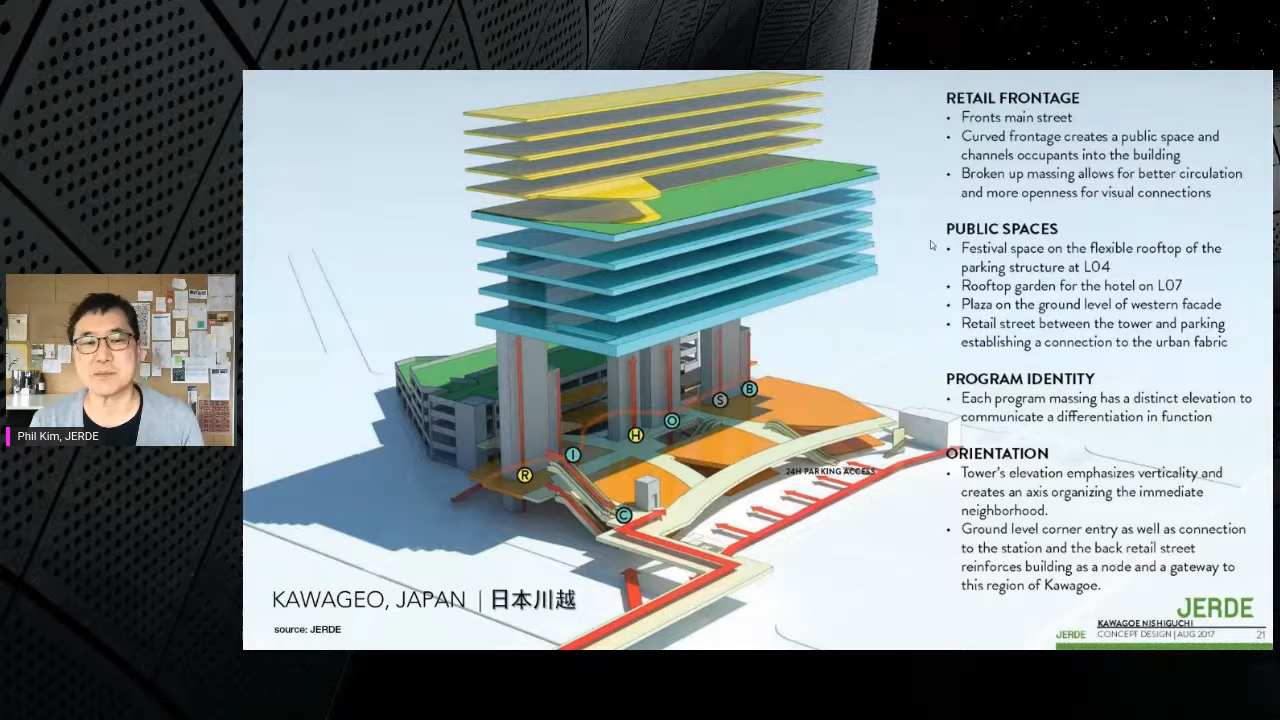 RETAIL FRONTAGE
• Fronts main street
• Curved frontage creates a public space and
channels occupants into the building
• Broken up massing allows for better circulation
and more openness for visual connections
PUBLIC SPACES
• Festival space on the flexible rooftop of the
parking structure at L04
• Rooftop garden for the hotel on L07
• Plaza on the ground level of western facade
• Retail street between the tower and parking
establishing a connection to the urban fabric
PROGRAM IDENTITY
• Each program massing has a distinct elevation to
communicate a differentiation in function
ORIENTATION
• Tower's elevation emphasizes verticality and
creates an axis organizing the immediate
neighborhood.
• Ground level corner entry as well as connection
to the station and the back retail street
reinforces building as a node and a gateway to
this region of Kawagoe.
B
S
O
H
I
R
C
24H PARKING ACCESS
Phil Kim, JERDE
KAWAGEO, JAPAN | 日本川越
source: JERDE
JERDE
JERDE
KAWAGOE NISHIGUCHI
CONCEPT DESIGN | AUG 2017
21